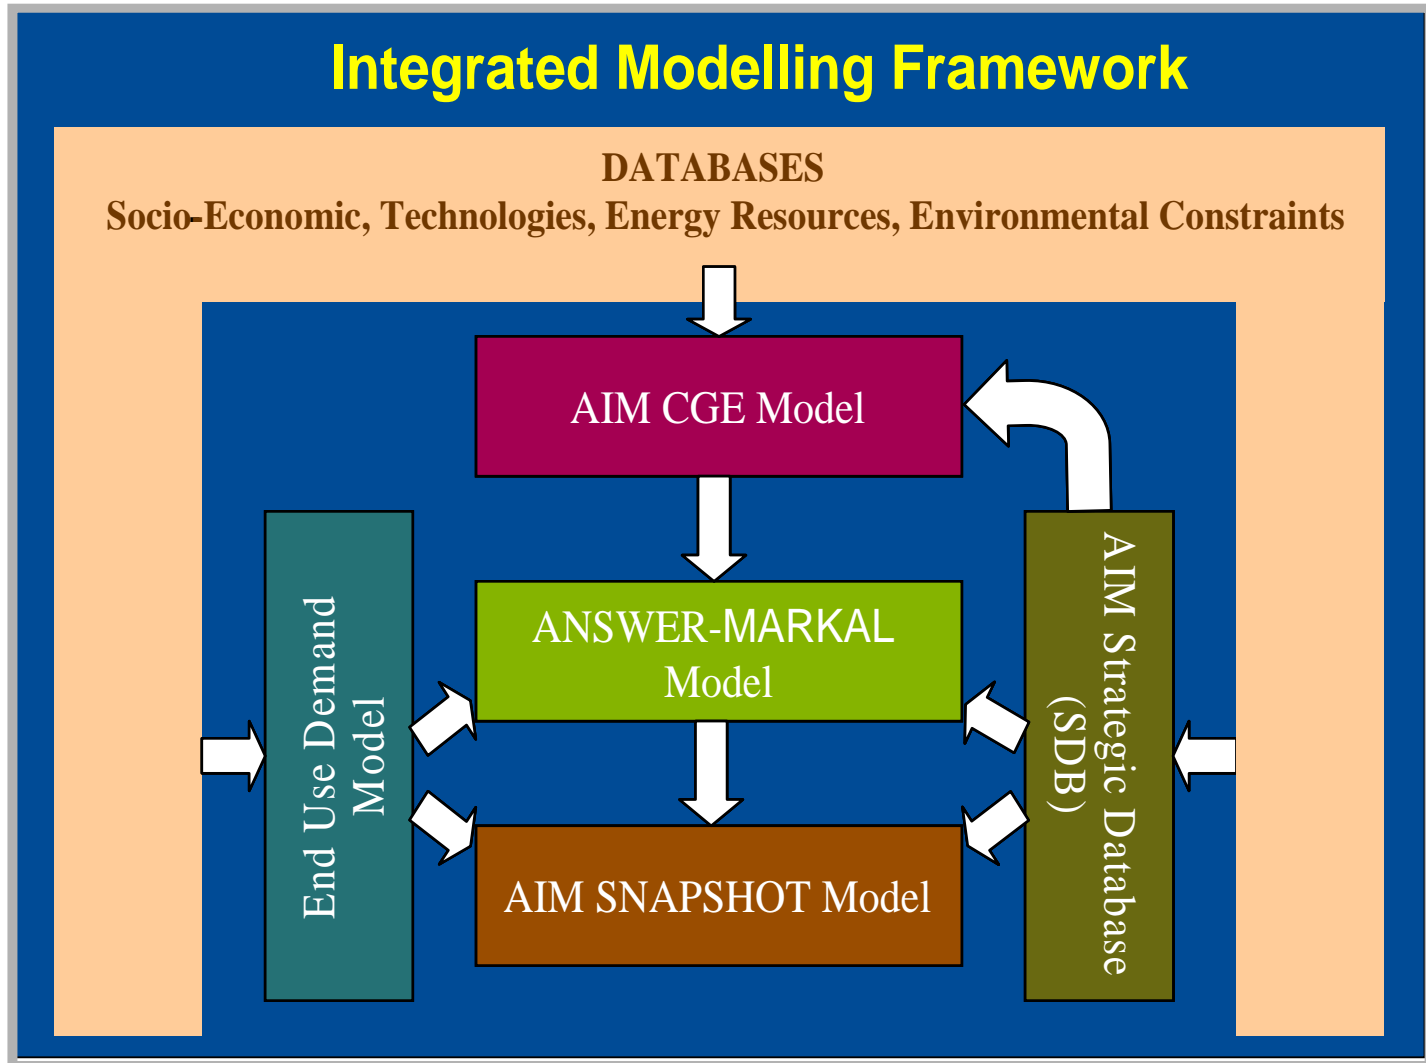 Integrated Modelling Framework
DATABASES
Socio-Economic, Technologies, Energy Resources, Environmental Constraints
AIM CGE Model
End Use Demand
Model
ANSWER-MARKAL
Model
AIM SNAPSHOT Model
AIM Strategic Database
(SDB)